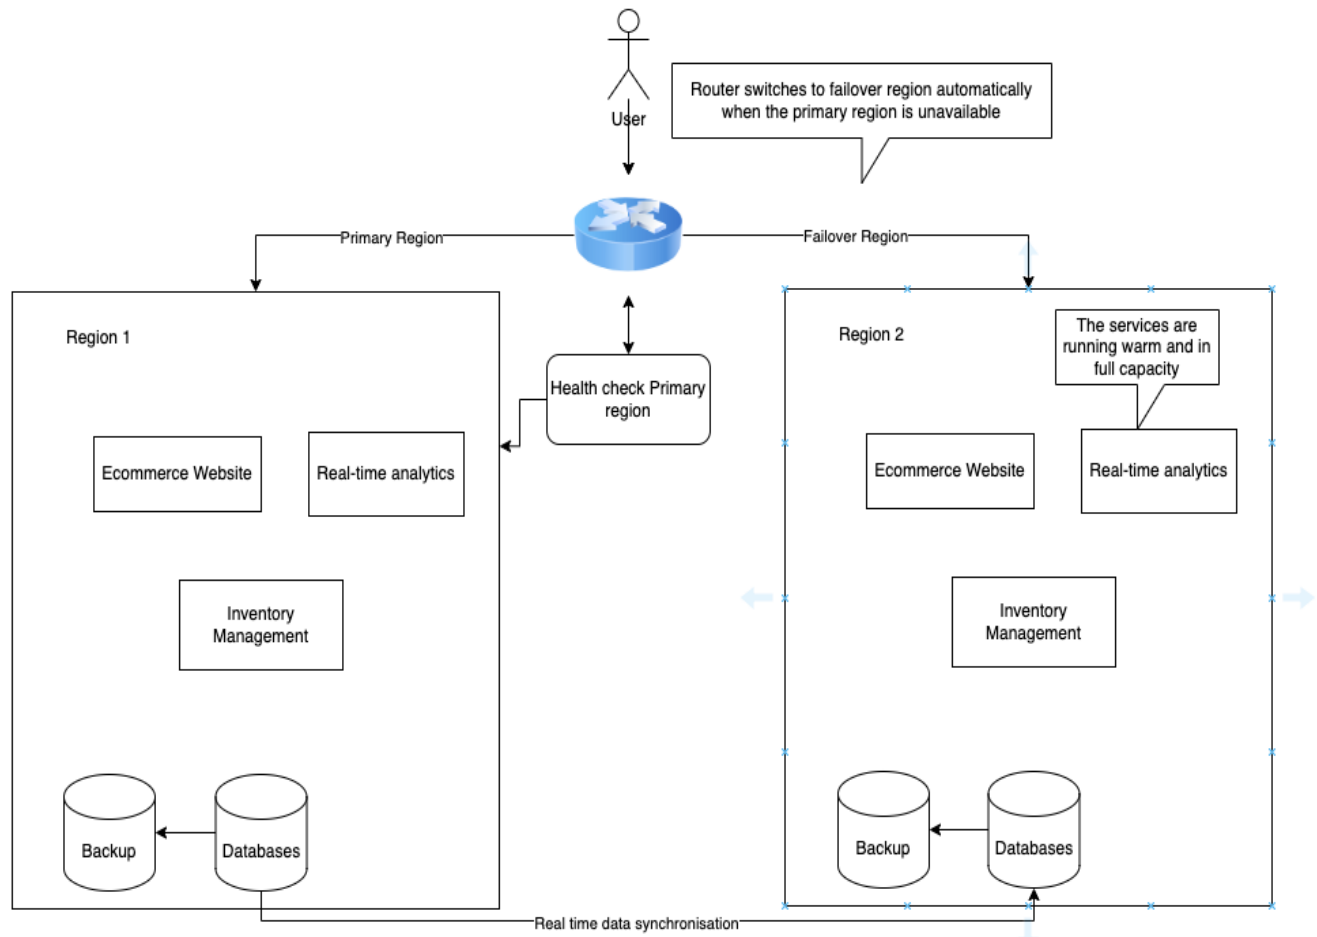 User
Router switches to failover region automatically
when the primary region is unavailable
Primary Region
Failover Region
Region 1
Health check Primary
region
Region 2
The services are
running warm and in
full capacity
Ecommerce Website
Real-time analytics
Ecommerce Website
Real-time analytics
Inventory
Management
Inventory
Management
Backup
Databases
Backup
Databases
Real time data synchronisation